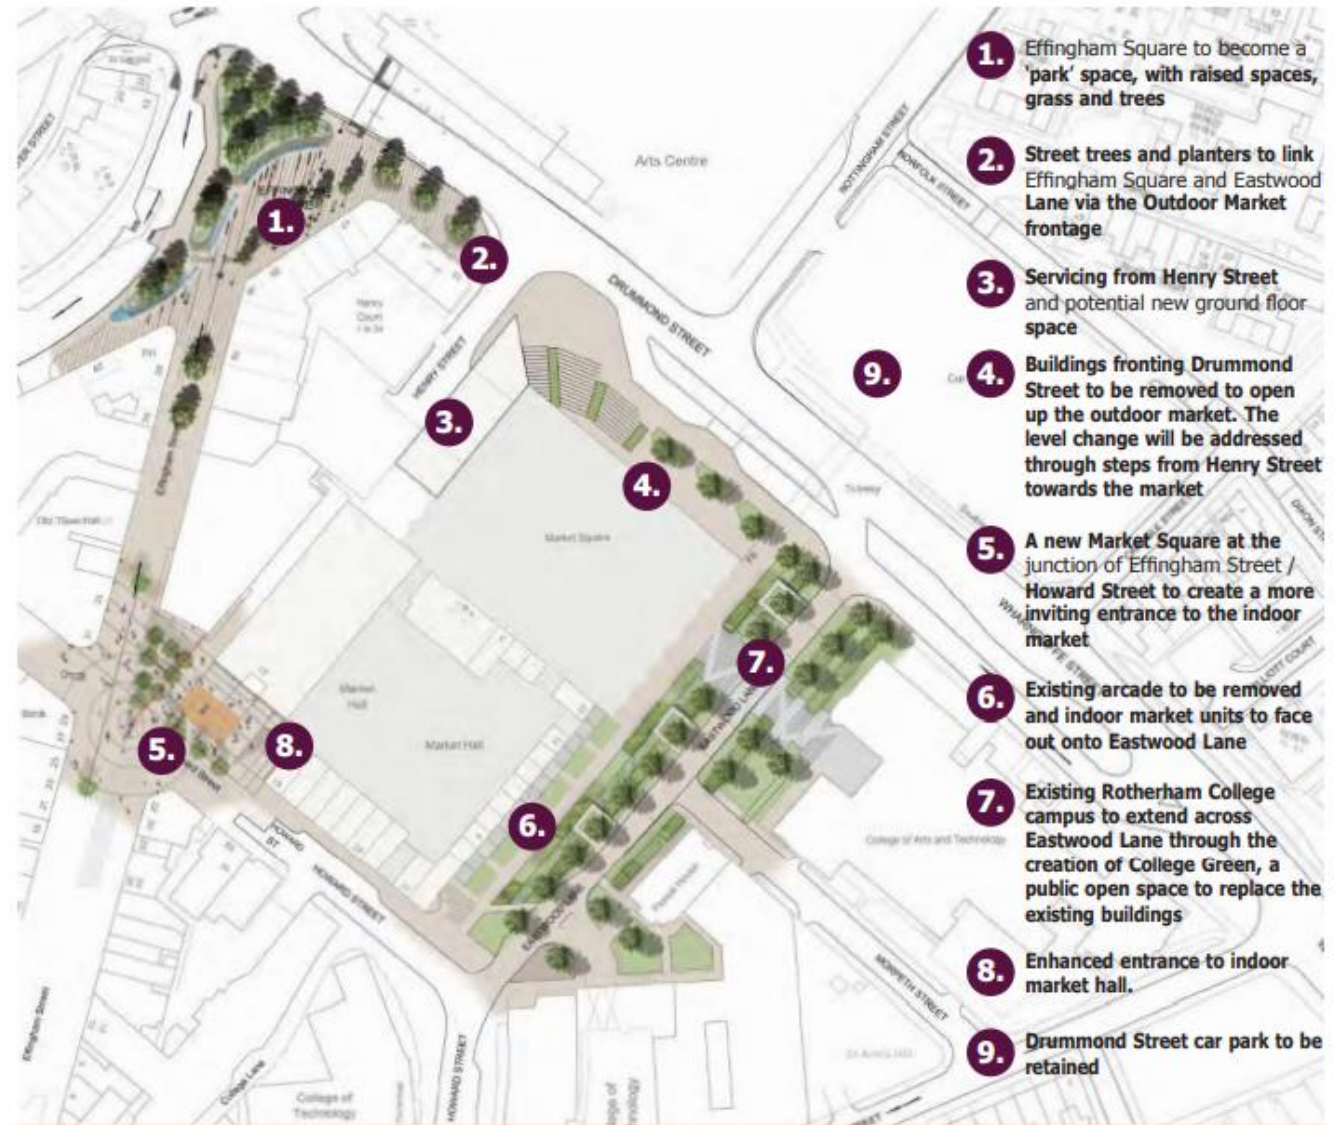 1.
Effingham Square to become a
'park' space, with raised spaces,
grass and trees
2.
Street trees and planters to link
Effingham Square and Eastwood
Lane via the Outdoor Market
frontage
3.
Servicing from Henry Street
and potential new ground floor
space
4.
Buildings fronting Drummond
Street to be removed to open
up the outdoor market. The
level change will be addressed
through steps from Henry Street
towards the market
5.
A new Market Square at the
junction of Effingham Street /
Howard Street to create a more
inviting entrance to the indoor
market
6.
Existing arcade to be removed
and indoor market units to face
out onto Eastwood Lane
7.
Existing Rotherham College
campus to extend across
Eastwood Lane through the
creation of College Green, a
public open space to replace the
existing buildings
8.
Enhanced entrance to indoor
market hall.
9.
Drummond Street car park to be
retained
Arts Centre
ROTTINGHAM STREET
NORFOLK STREET
1.
2.
Henry
Court
DRUMMOND STREET
HENRY STREET
9.
3.
4.
Market Square
Old Town Hall
7.
5.
8.
Market
Hall
Market Hall
6.
College of Arts and Technology
HOWARD
ST
HOWARD STREET
MORPETH STREET
Effingham Street
College Lane
HOWARD STREET
College of
Technology
ELLIOTT COURT
Bank